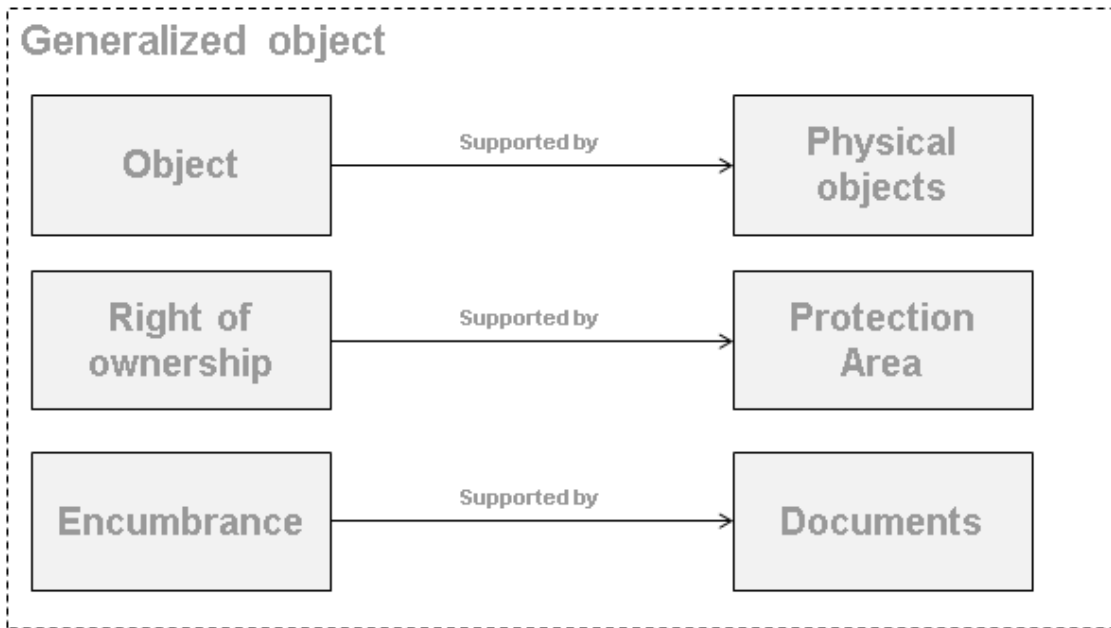 Generalized object
Object
Supported by
Physical
objects
Right of
ownership
Supported by
Protection
Area
Encumbrance
Supported by
Documents